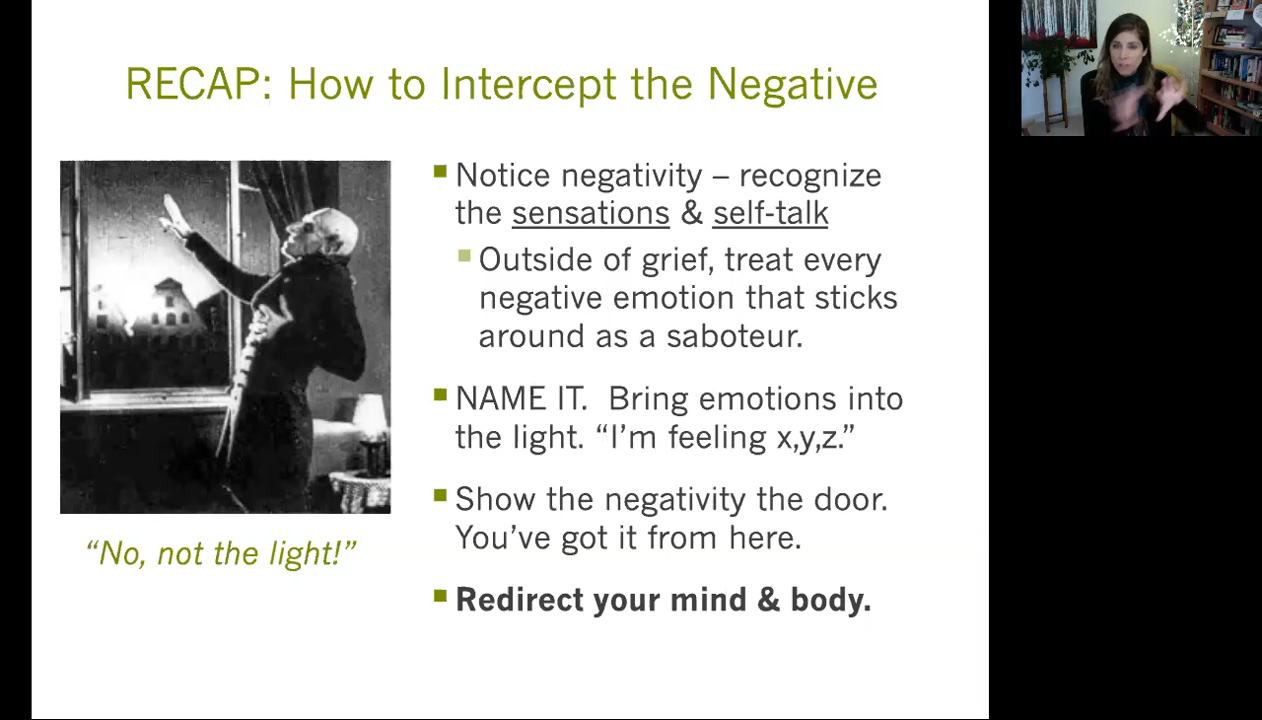 RECAP: How to Intercept the Negative
Notice negativity – recognize
the sensations & self-talk
Outside of grief, treat every
negative emotion that sticks
around as a saboteur.
NAME IT.  Bring emotions into
the light. “I’m feeling x,y,z.”
Show the negativity the door.
You’ve got it from here.
Redirect your mind & body.
“No, not the light!”